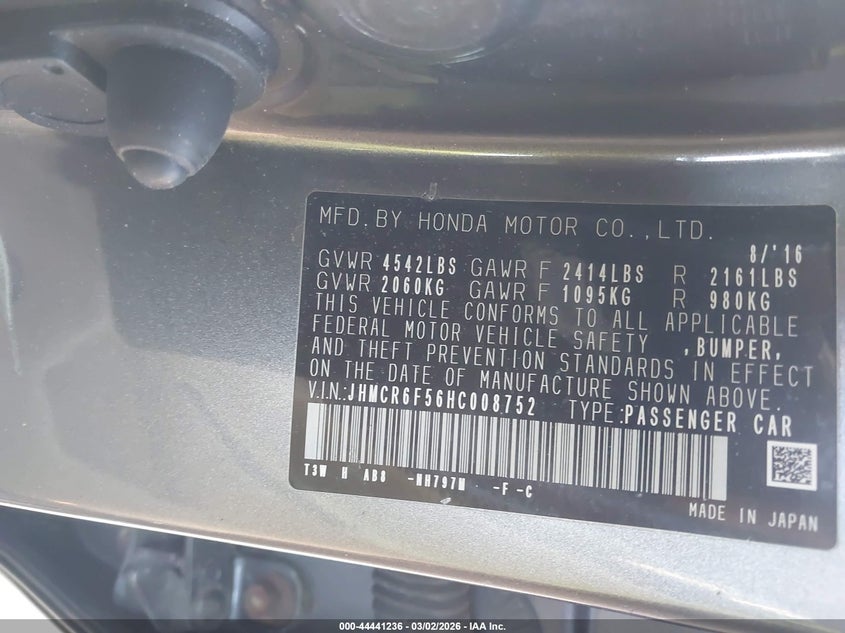 MFD.BY HONDA MOTOR CO.,LTD. 8/'16
GVWR 4542LBS GAWR F 2414LBS R 2161LBS
GVWR 2060KG GAWR F 1095KG R 980KG
THIS VEHICLE CONFORMS TO ALL APPLICABLE
FEDERAL MOTOR VEHICLE SAFETY ,BUMPER,
AND THEFT PREVENTION STANDARDS IN EFFECT
ON THE DATE OF MANUFACTURE SHOWN ABOVE.
V.I.N:JHMCR6F56HC008752 TYPE:PASSENGER CAR
T3W H AB8 -NH797M -F -C
MADE IN JAPAN
000-44441236 - 03/02/2026 - IAA Inc.